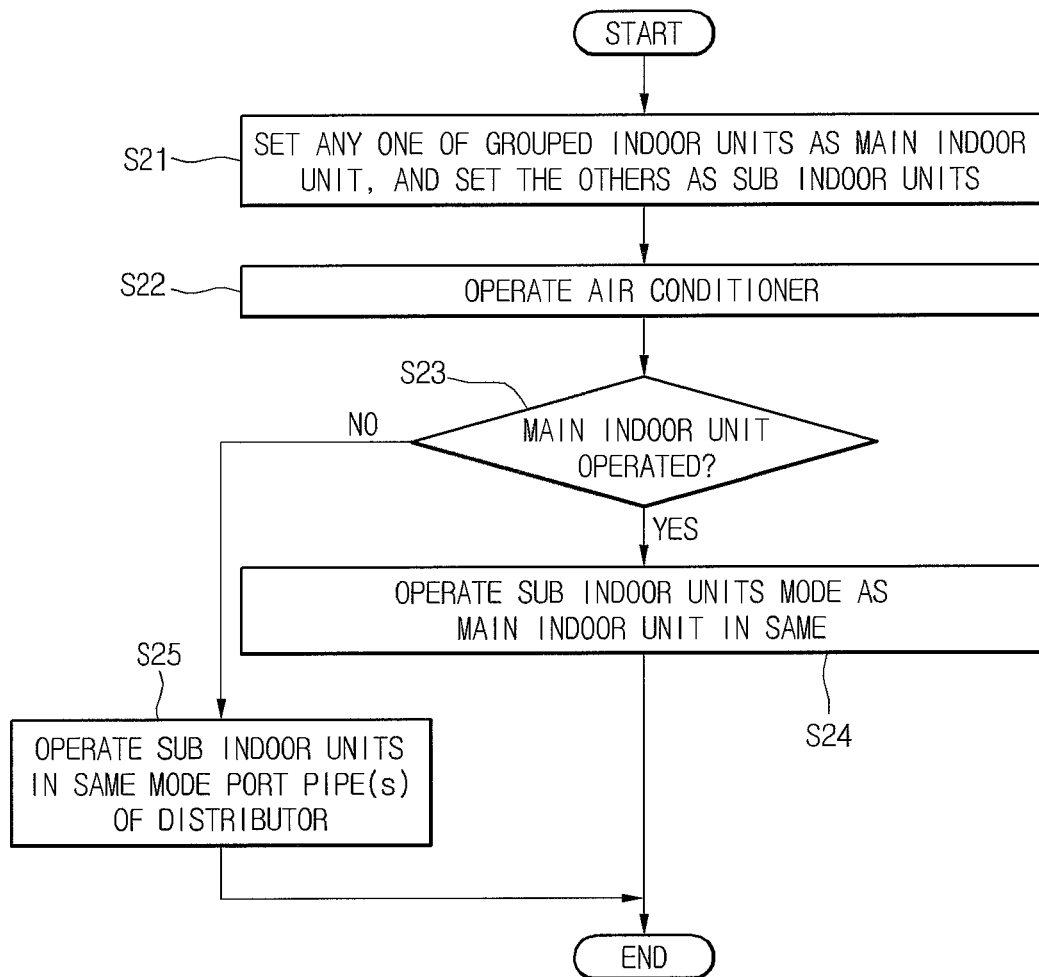 START
S21
SET ANY ONE OF GROUPED INDOOR UNITS AS MAIN INDOOR
UNIT, AND SET THE OTHERS AS SUB INDOOR UNITS
S22
OPERATE AIR CONDITIONER
S23
MAIN INDOOR UNIT
OPERATED?
NO
YES
OPERATE SUB INDOOR UNITS MODE AS
MAIN INDOOR UNIT IN SAME
S24
S25
OPERATE SUB INDOOR UNITS
IN SAME MODE PORT PIPE(s)
OF DISTRIBUTOR
END